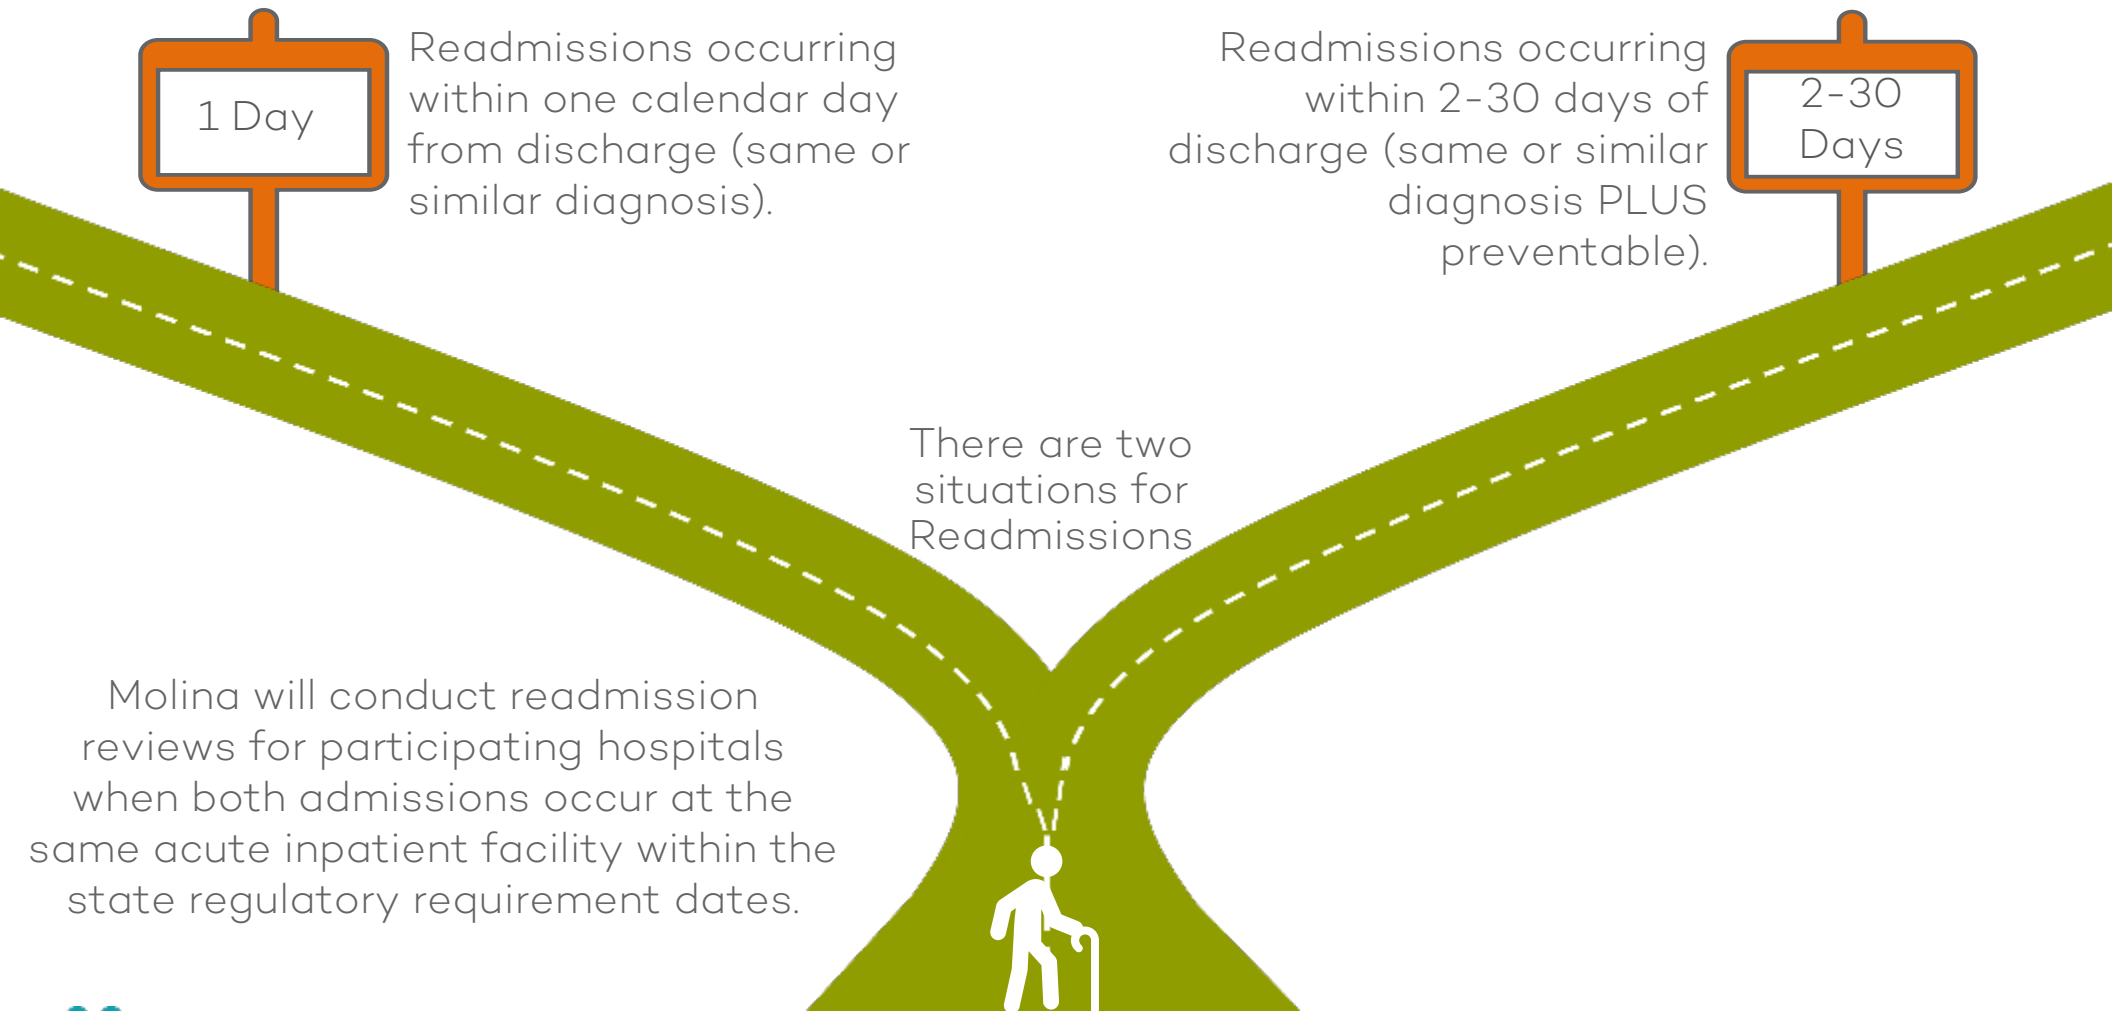 1 Day
Readmissions occurring
within one calendar day
from discharge (same or
similar diagnosis).
Readmissions occurring
within 2-30 days of
discharge (same or similar
diagnosis PLUS
preventable).
2-30
Days
There are two
situations for
Readmissions
Molina will conduct readmission
reviews for participating hospitals
when both admissions occur at the
same acute inpatient facility within the
state regulatory requirement dates.